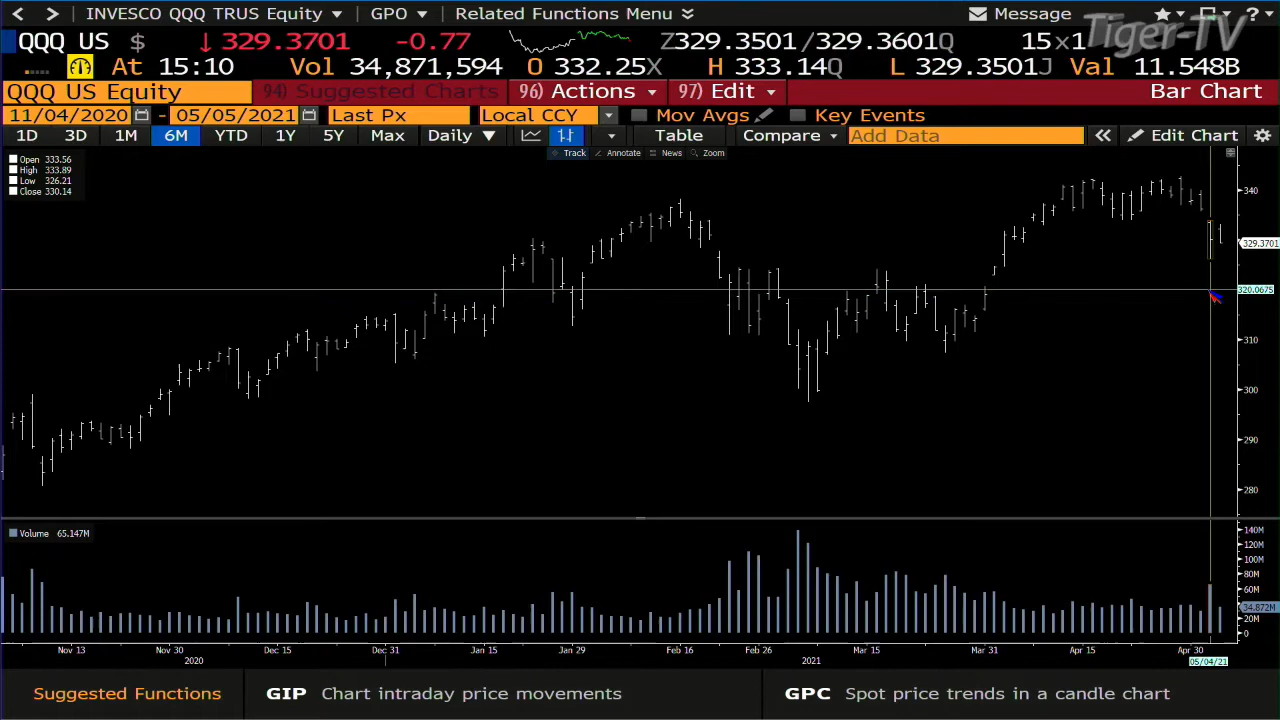 INVESCO QQQ TRUS Equity GPO Related Functions Menu Message ?
Tiger-TV
QQQ US $ ↓ 329.3701 -0.77 Z329.3501/329.3601Q 15x1
At 15:10 Vol 34,871,594 O 332.25X H 333.14Q L 329.3501J Val 11.548B
QQQ US Equity 94) Suggested Charts 96) Actions 97) Edit Bar Chart
11/04/2020 - 05/05/2021 Last Px Local CCY Mov Avgs Key Events
1D 3D 1M 6M YTD 1Y 5Y Max Daily Table Compare Add Data Edit Chart
Track Annotate News Zoom
Open 333.56
High 333.89
Low 326.21
Close 330.14
340
329.3701
320.0675
310
300
290
280
Volume 65.147M
140M
120M
100M
80M
60M
34.872M
20M
0
Nov 13 Nov 30 Dec 15 Dec 31 Jan 15 Jan 29 Feb 16 Feb 26 Mar 15 Mar 31 Apr 15 Apr 30
2020 2021 05/04/21
Suggested Functions GIP Chart intraday price movements GPC Spot price trends in a candle chart